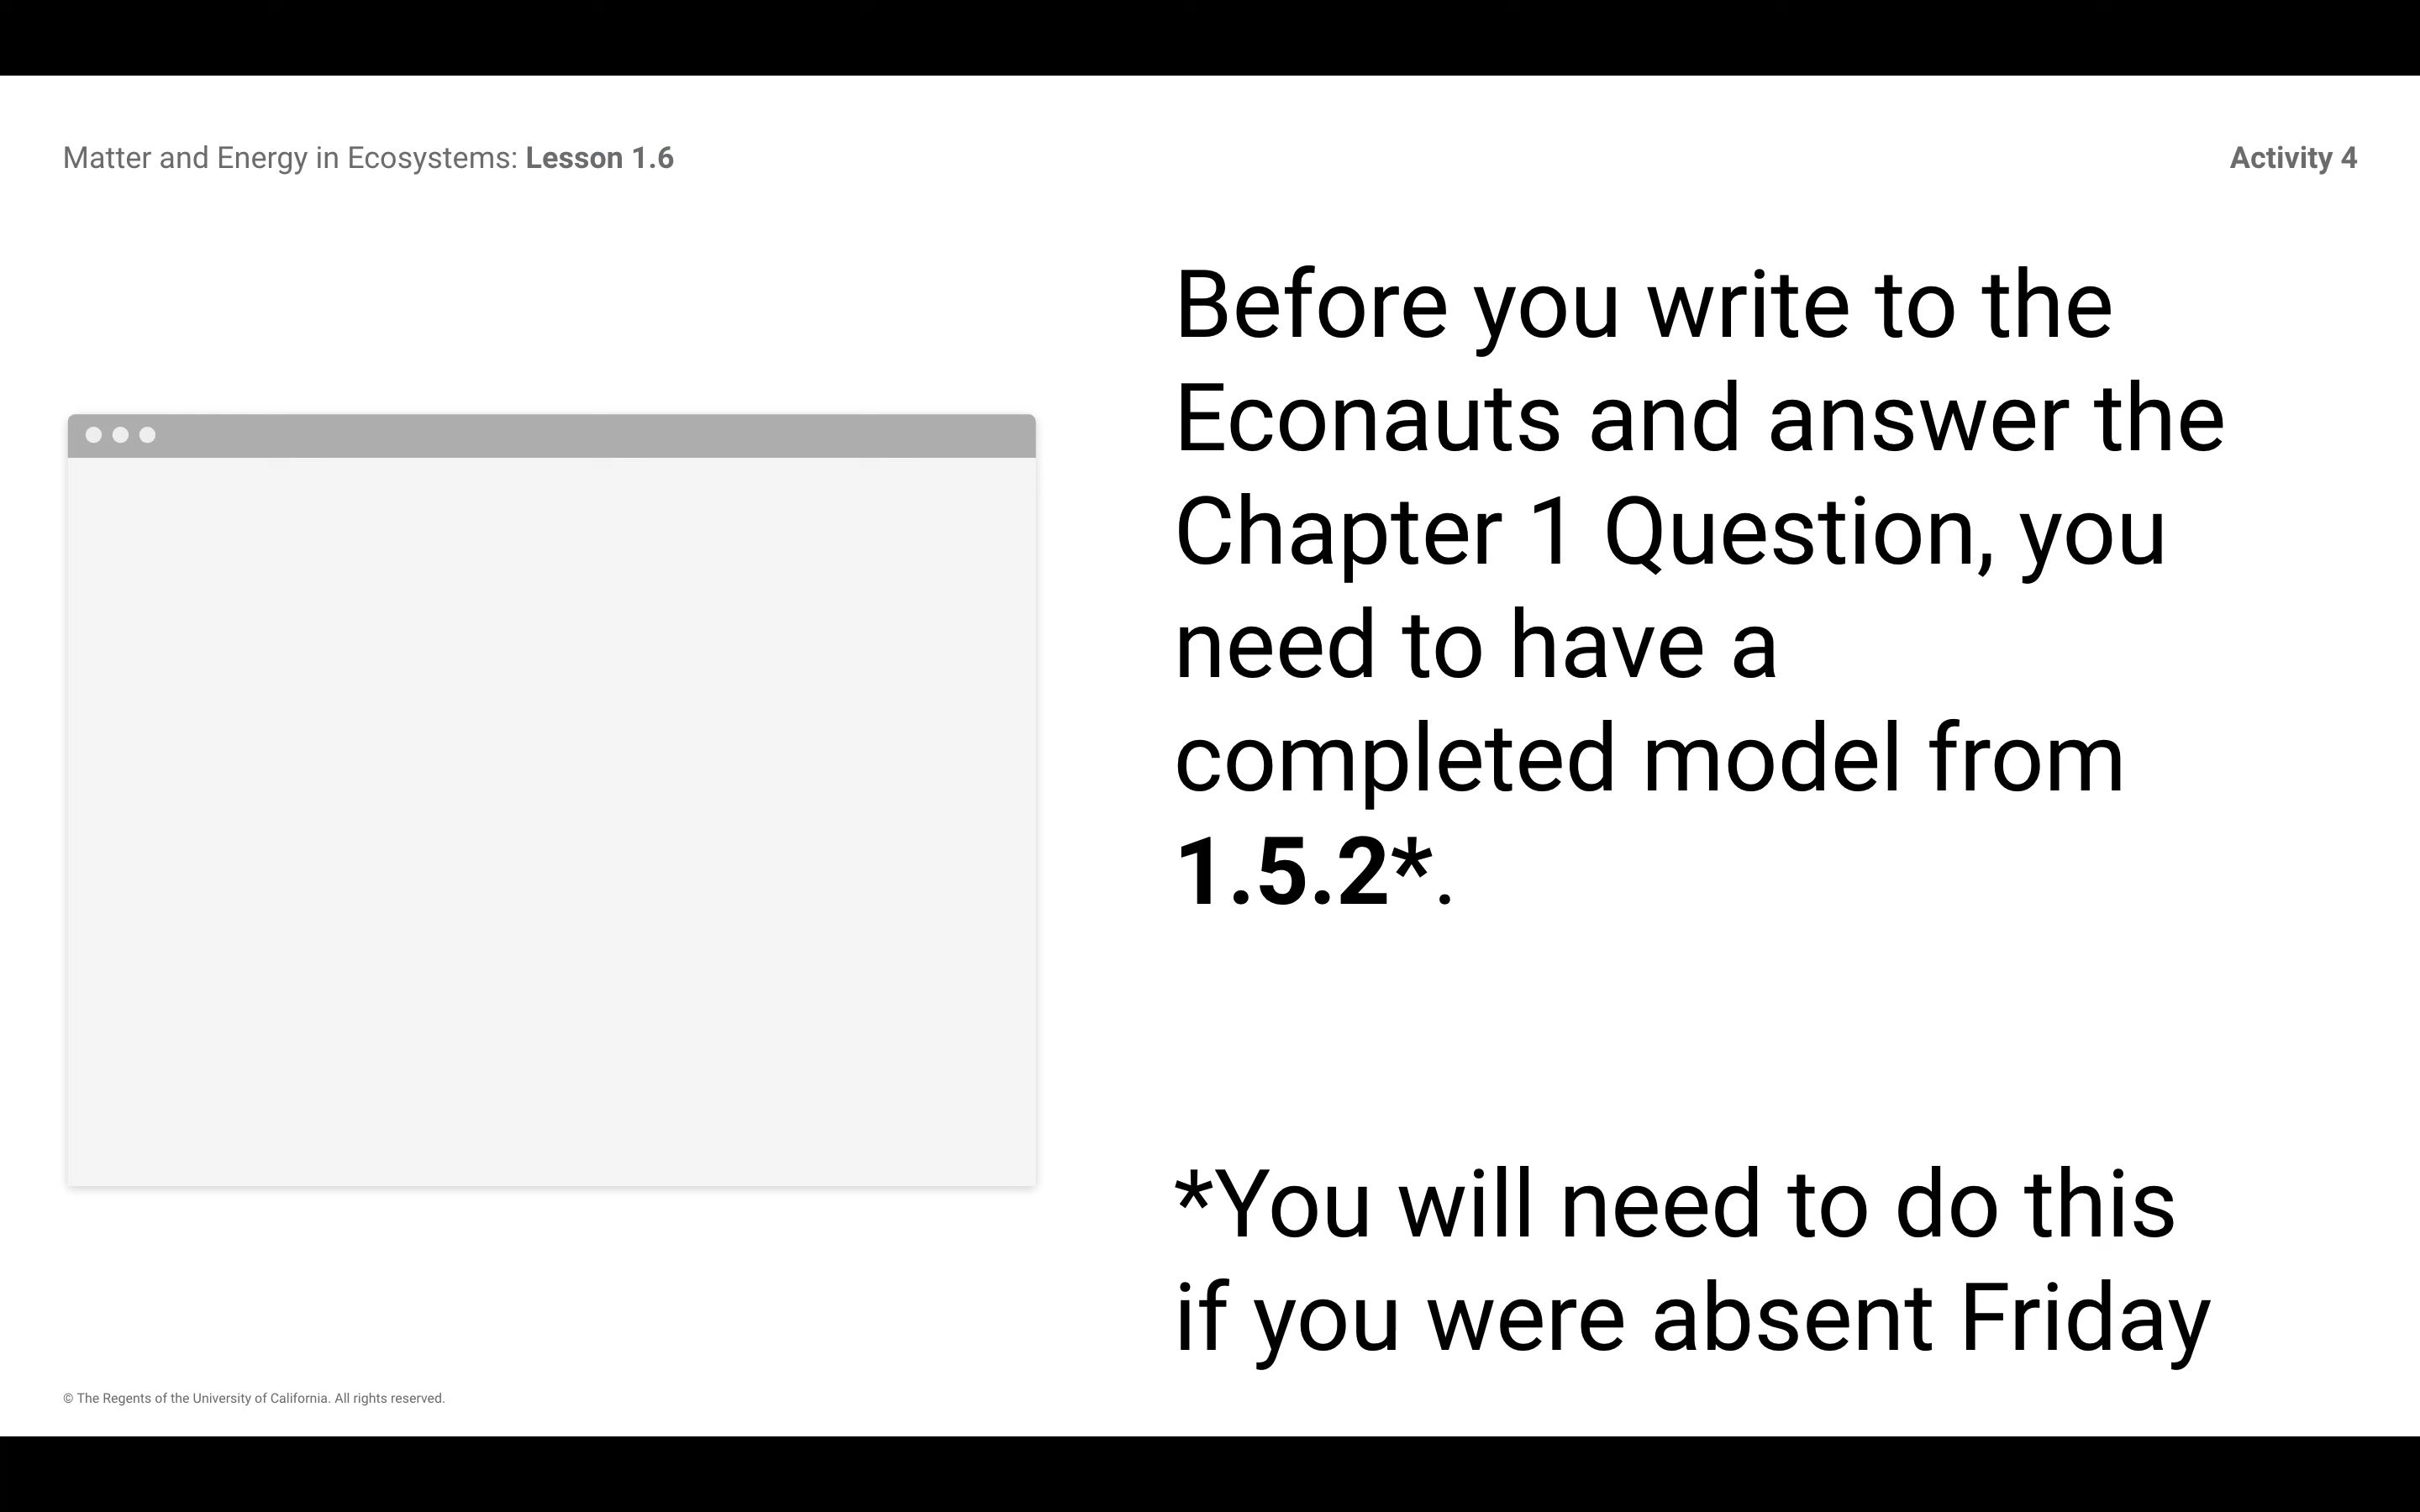 Matter and Energy in Ecosystems: Lesson 1.6
Activity 4
Before you write to the
Econauts and answer the
Chapter 1 Question, you
need to have a
completed model from
1.5.2*.
*You will need to do this
if you were absent Friday
© The Regents of the University of California. All rights reserved.